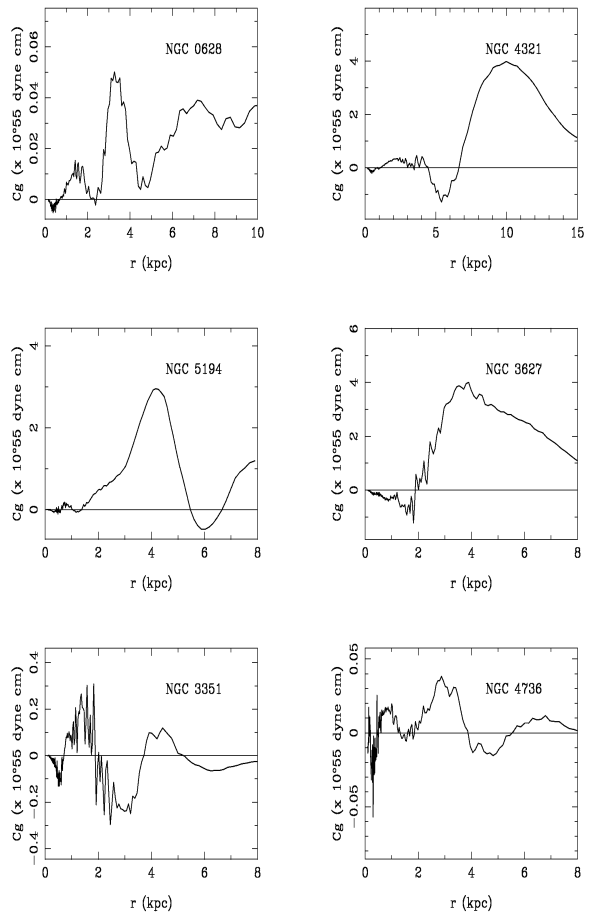 NGC 0628
Cg (x 10°55 dyne cm)
0.06
0.04
0.02
0
0 2 4 6 8 10
r (kpc)
NGC 4321
Cg (x 10°55 dyne cm)
4
2
0
0 5 10 15
r (kpc)
NGC 5194
Cg (x 10°55 dyne cm)
4
2
0
0 2 4 6 8
r (kpc)
NGC 3627
Cg (x 10°55 dyne cm)
6
4
2
0
0 2 4 6 8
r (kpc)
NGC 3351
Cg (x 10°55 dyne cm)
0.4
0.2
0
−0.2
−0.4
0 2 4 6 8
r (kpc)
NGC 4736
Cg (x 10°55 dyne cm)
0.05
0
−0.05
0 2 4 6 8
r (kpc)